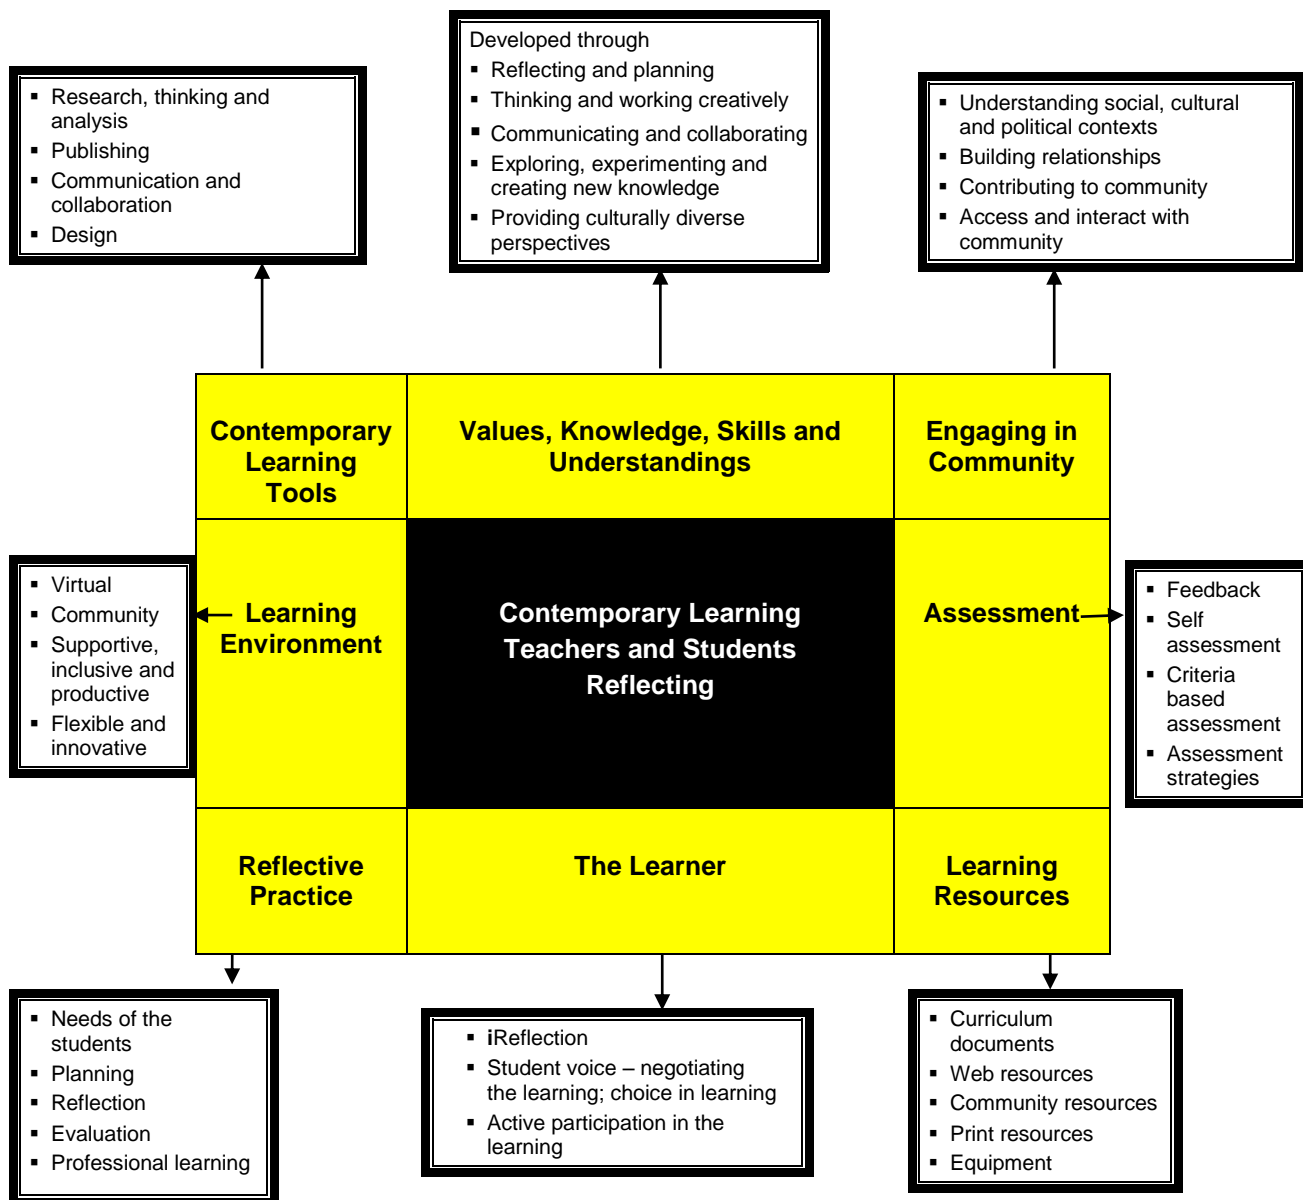 ▪ Research, thinking and
analysis
▪ Publishing
▪ Communication and
collaboration
▪ Design
Developed through
▪ Reflecting and planning
▪ Thinking and working creatively
▪ Communicating and collaborating
▪ Exploring, experimenting and
creating new knowledge
▪ Providing culturally diverse
perspectives
▪ Understanding social, cultural
and political contexts
▪ Building relationships
▪ Contributing to community
▪ Access and interact with
community
Contemporary
Learning
Tools
Values, Knowledge, Skills and
Understandings
Engaging in
Community
▪ Virtual
▪ Community
▪ Supportive,
inclusive and
productive
▪ Flexible and
innovative
Learning
Environment
Contemporary Learning
Teachers and Students
Reflecting
Assessment
▪ Feedback
▪ Self
assessment
▪ Criteria
based
assessment
▪ Assessment
strategies
Reflective
Practice
The Learner
Learning
Resources
▪ Needs of the
students
▪ Planning
▪ Reflection
▪ Evaluation
▪ Professional learning
▪ iReflection
▪ Student voice – negotiating
the learning; choice in learning
▪ Active participation in the
learning
▪ Curriculum
documents
▪ Web resources
▪ Community resources
▪ Print resources
▪ Equipment